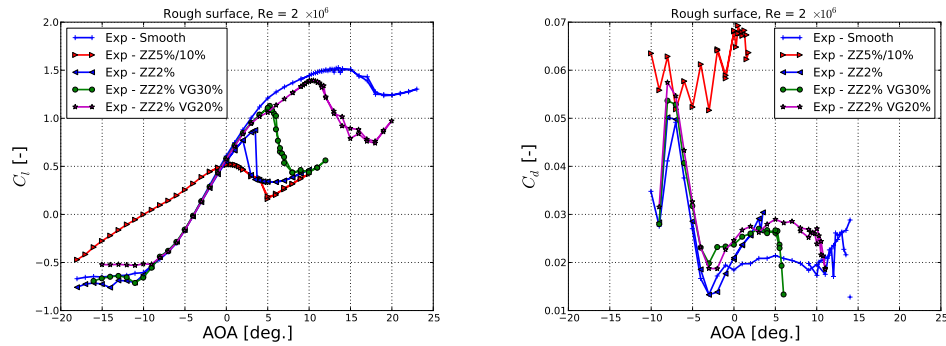 Rough surface, Re = 2 ×10⁶
2.0
1.5
1.0
0.5
0.0
−0.5
−1.0
C_l [-]
−20 −15 −10 −5 0 5 10 15 20 25
AOA [deg.]
Exp - Smooth
Exp - ZZ5%/10%
Exp - ZZ2%
Exp - ZZ2% VG30%
Exp - ZZ2% VG20%
Rough surface, Re = 2 ×10⁶
0.07
0.06
0.05
0.04
0.03
0.02
0.01
C_d [-]
−20 −15 −10 −5 0 5 10 15 20 25
AOA [deg.]
Exp - Smooth
Exp - ZZ5%/10%
Exp - ZZ2%
Exp - ZZ2% VG30%
Exp - ZZ2% VG20%